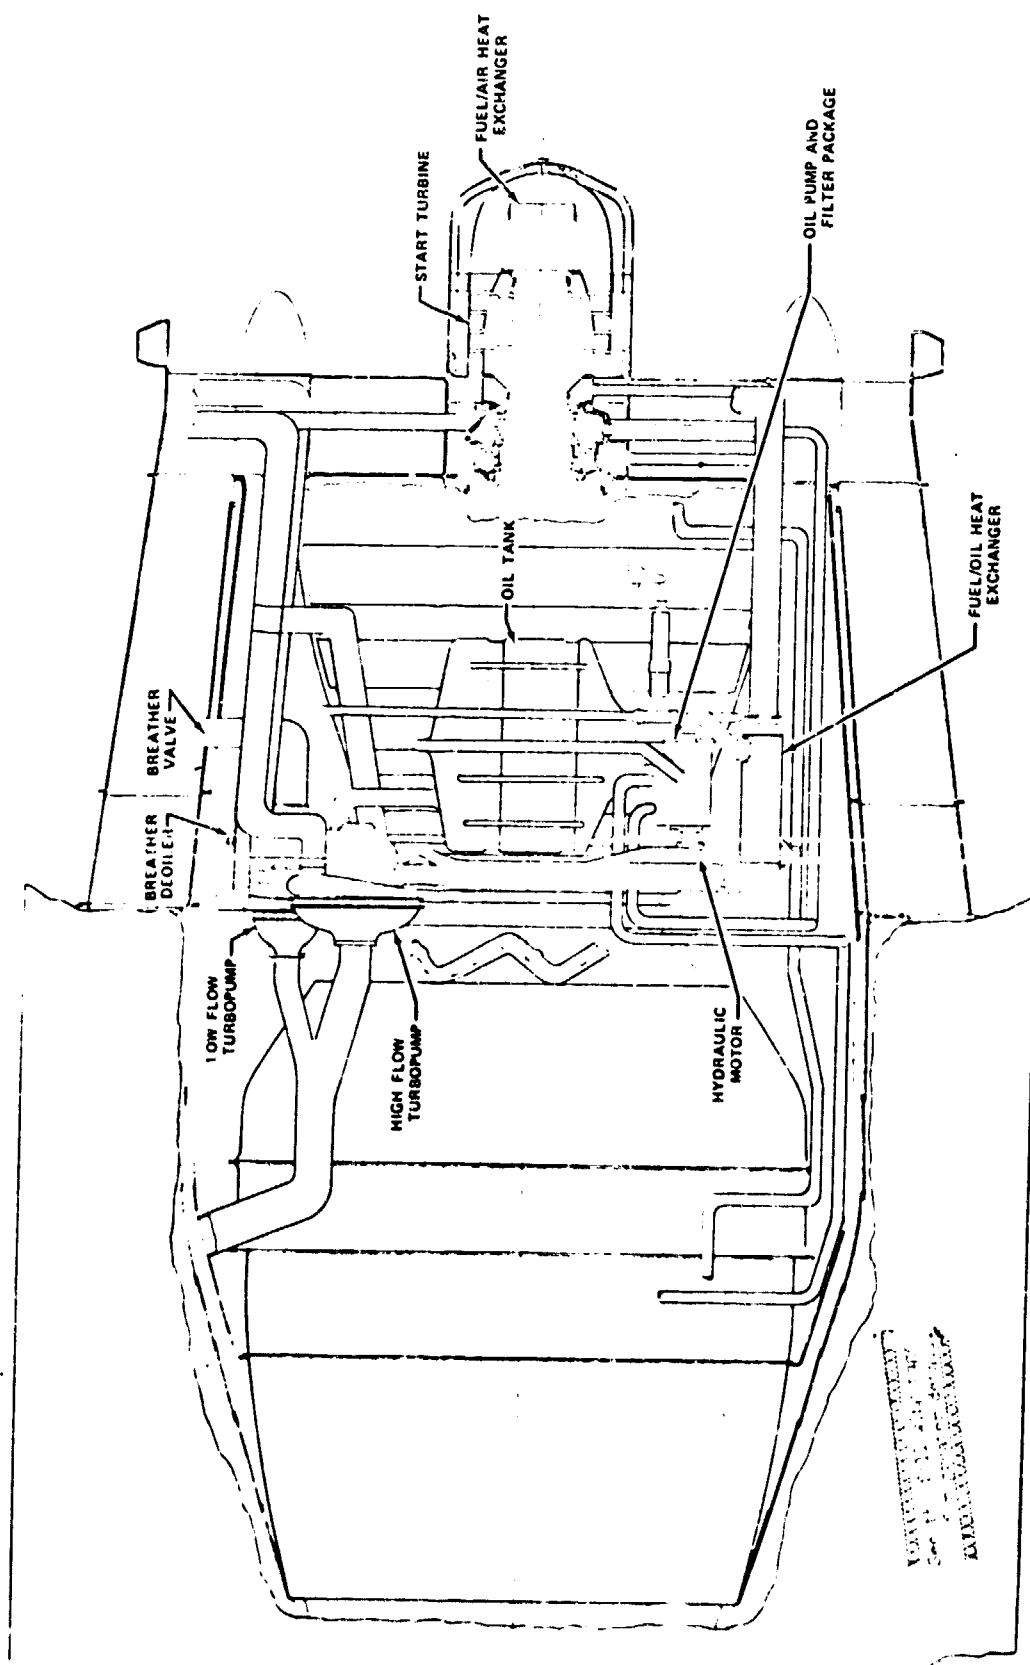 FUEL/AIR HEAT
EXCHANGER
START TURBINE
OIL PUMP AND
FILTER PACKAGE
FUEL/OIL HEAT
EXCHANGER
OIL TANK
BREATHER
VALVE
BREATHER
DEOILER
LOW FLOW
TURBOPUMP
HIGH FLOW
TURBOPUMP
HYDRAULIC
MOTOR